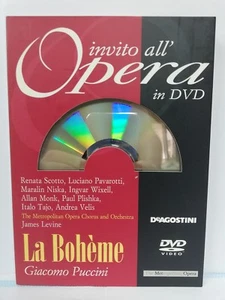 invito all'
Opera
in DVD
Renata Scotto, Luciano Pavarotti,
Maralin Niska, Ingvar Wixell,
Allan Monk, Paul Plishka,
Italo Tajo, Andrea Velis
The Metropolitan Opera Chorus and Orchestra
James Levine
DeAGOSTINI
La Bohème
Giacomo Puccini
DVD
VIDEO